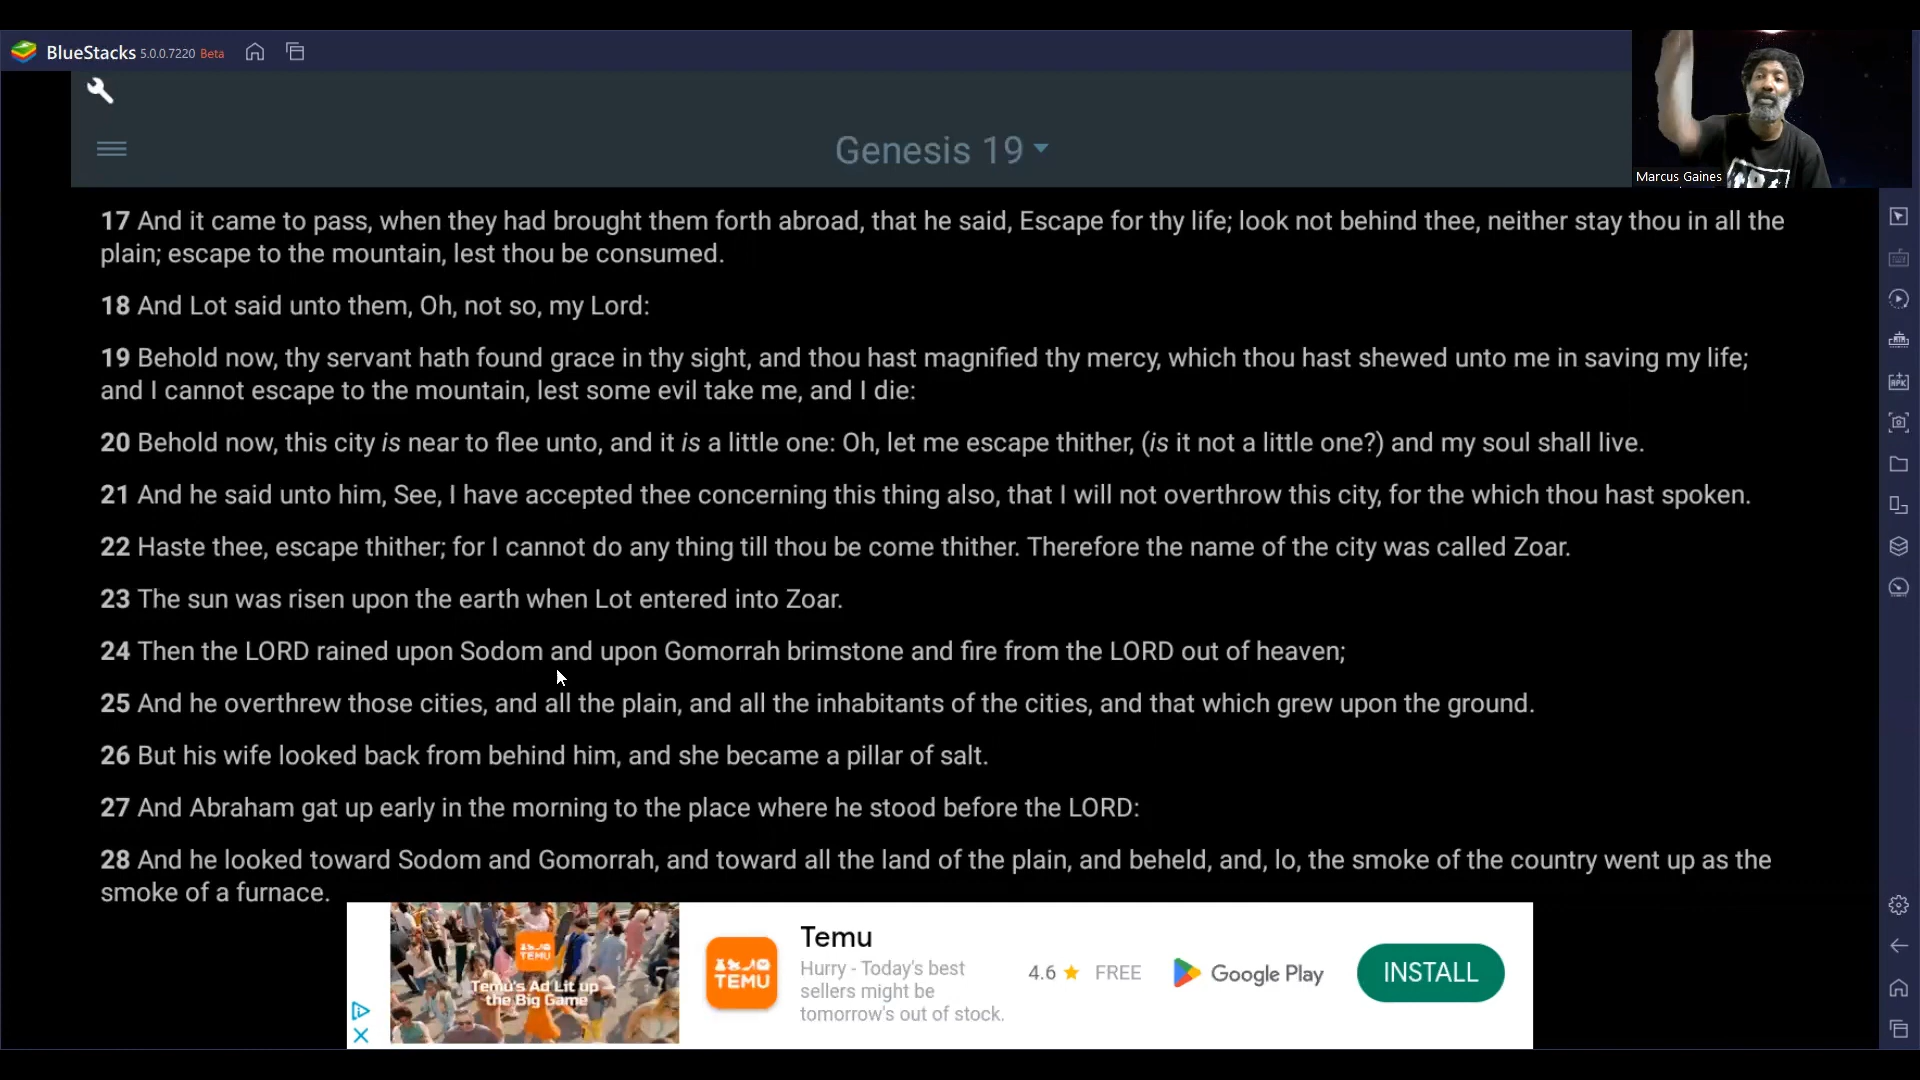 BlueStacks 5.0.0.7220 Beta
Genesis 19
Marcus Gaines
17 And it came to pass, when they had brought them forth abroad, that he said, Escape for thy life; look not behind thee, neither stay thou in all the
plain; escape to the mountain, lest thou be consumed.
18 And Lot said unto them, Oh, not so, my Lord:
19 Behold now, thy servant hath found grace in thy sight, and thou hast magnified thy mercy, which thou hast shewed unto me in saving my life;
and I cannot escape to the mountain, lest some evil take me, and I die:
20 Behold now, this city is near to flee unto, and it is a little one: Oh, let me escape thither, (is it not a little one?) and my soul shall live.
21 And he said unto him, See, I have accepted thee concerning this thing also, that I will not overthrow this city, for the which thou hast spoken.
22 Haste thee, escape thither; for I cannot do any thing till thou be come thither. Therefore the name of the city was called Zoar.
23 The sun was risen upon the earth when Lot entered into Zoar.
24 Then the LORD rained upon Sodom and upon Gomorrah brimstone and fire from the LORD out of heaven;
25 And he overthrew those cities, and all the plain, and all the inhabitants of the cities, and that which grew upon the ground.
26 But his wife looked back from behind him, and she became a pillar of salt.
27 And Abraham gat up early in the morning to the place where he stood before the LORD:
28 And he looked toward Sodom and Gomorrah, and toward all the land of the plain, and beheld, and, lo, the smoke of the country went up as the
smoke of a furnace.
TEMU
Temu's Ad Lit up
the Big Game
TEMU
Temu
Hurry - Today's best
sellers might be
tomorrow's out of stock.
4.6 ★ FREE
Google Play
INSTALL